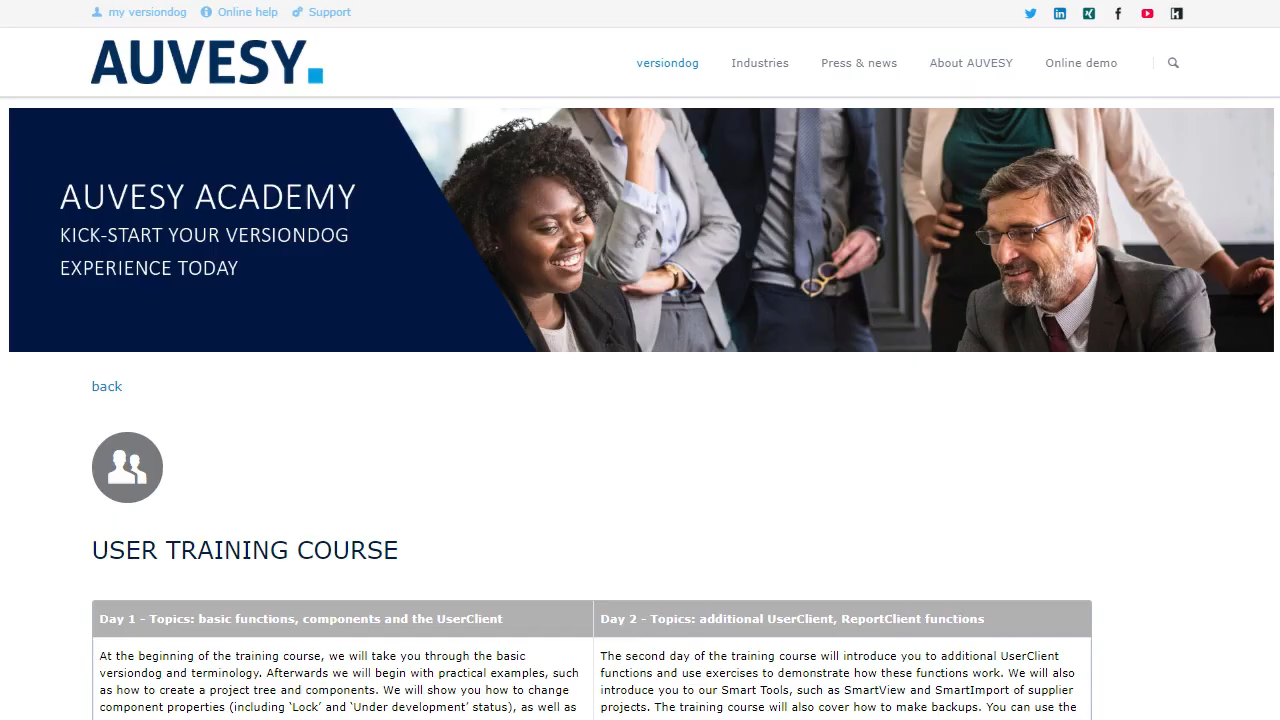 my versiondog Online help Support
AUVESY
versiondog Industries Press & news About AUVESY Online demo
AUVESY ACADEMY
KICK-START YOUR VERSIONDOG
EXPERIENCE TODAY
back
USER TRAINING COURSE
Day 1 - Topics: basic functions, components and the UserClient
At the beginning of the training course, we will take you through the basic
versiondog and terminology. Afterwards we will begin with practical examples, such
as how to create a project tree and components. We will show you how to change
component properties (including ‘Lock’ and ‘Under development’ status), as well as
Day 2 - Topics: additional UserClient, ReportClient functions
The second day of the training course will introduce you to additional UserClient
functions and use exercises to demonstrate how these functions work. We will also
introduce you to our Smart Tools, such as SmartView and SmartImport of supplier
projects. The training course will also cover how to make backups. You can use the